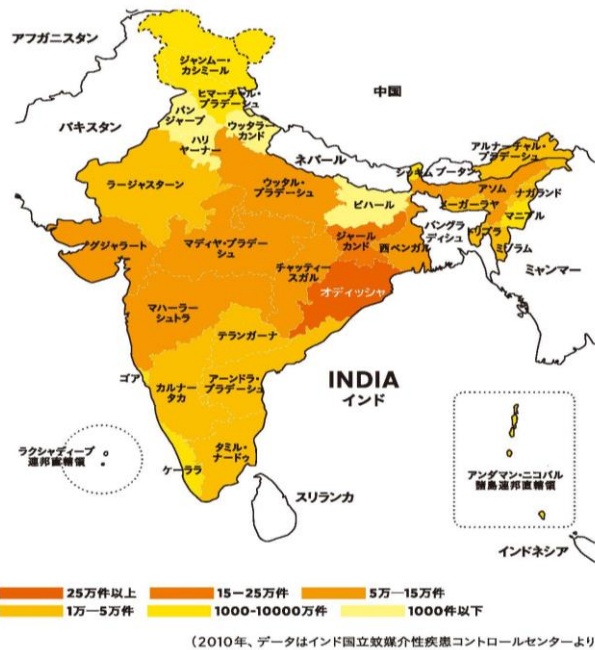 アフガニスタン
ジャンムー・
カシミール
ヒマーチャル・
プラデーシュ
中国
パン
ジャーブ
パキスタン
ウッタラー
カンド
ハリ
ヤーナー
ネパール
アルナーチャル・
プラデーシュ
シッキム ブータン
ラージャスターン
ウッタル・
プラデーシュ
アソム
ナガランド
ビハール
メーガーラヤ
マニプル
バングラ
ディシュ
トリプラ
ミゾラム
グジャラート
マディヤ・プラデー
シュ
ジャール
カンド
西ベンガル
ミャンマー
チャッティー
スガル
オディッシャ
マハーラー
シュトラ
テランガーナ
INDIA
インド
ゴア
カルナー
タカ
アーンドラ・
プラデーシュ
ラクシャディープ
連邦直轄領
ケーララ
タミル・
ナードゥ
スリランカ
アンダマン・ニコバル
諸島連邦直轄領
インドネシア
25万件以上
15−25万件
5万−15万件
1万−5万件
1000-10000万件
1000件以下
(2010年、データはインド国立蚊媒介性疾患コントロールセンターより